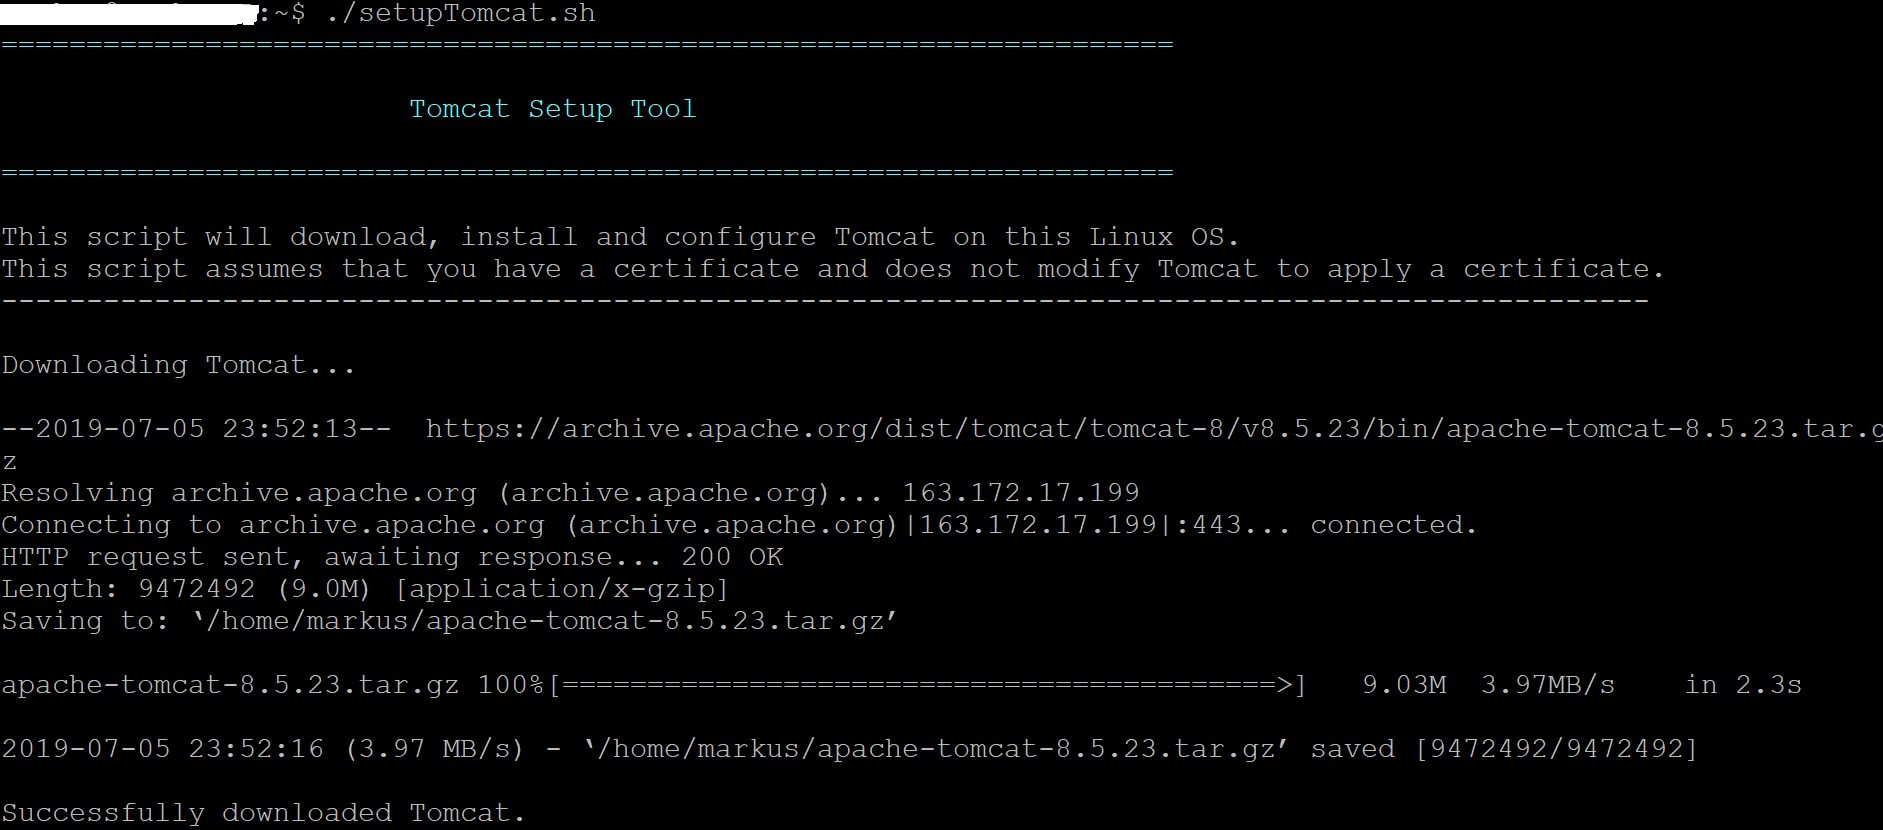 :~$ ./setupTomcat.sh
=====================================================================
Tomcat Setup Tool
=====================================================================
This script will download, install and configure Tomcat on this Linux OS.
This script assumes that you have a certificate and does not modify Tomcat to apply a certificate.
-------------------------------------------------------------------------------------------------
Downloading Tomcat...
--2019-07-05 23:52:13--  https://archive.apache.org/dist/tomcat/tomcat-8/v8.5.23/bin/apache-tomcat-8.5.23.tar.g
z
Resolving archive.apache.org (archive.apache.org)... 163.172.17.199
Connecting to archive.apache.org (archive.apache.org)|163.172.17.199|:443... connected.
HTTP request sent, awaiting response... 200 OK
Length: 9472492 (9.0M) [application/x-gzip]
Saving to: ‘/home/markus/apache-tomcat-8.5.23.tar.gz’
apache-tomcat-8.5.23.tar.gz 100%[==========================================>]   9.03M  3.97MB/s    in 2.3s
2019-07-05 23:52:16 (3.97 MB/s) - ‘/home/markus/apache-tomcat-8.5.23.tar.gz’ saved [9472492/9472492]
Successfully downloaded Tomcat.